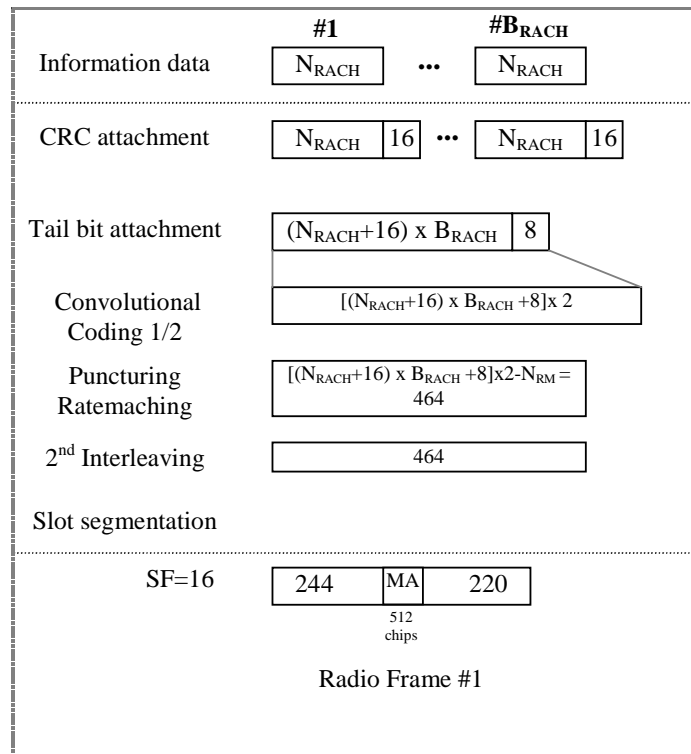 #1 #B_RACH
Information data N_RACH ... N_RACH
CRC attachment N_RACH 16 ... N_RACH 16
Tail bit attachment (N_RACH+16) x B_RACH 8
Convolutional
Coding 1/2
[(N_RACH+16) x B_RACH +8]x 2
Puncturing
Ratemaching
[(N_RACH+16) x B_RACH +8]x2-N_RM =
464
2nd Interleaving 464
Slot segmentation
SF=16 244 MA 220
512
chips
Radio Frame #1